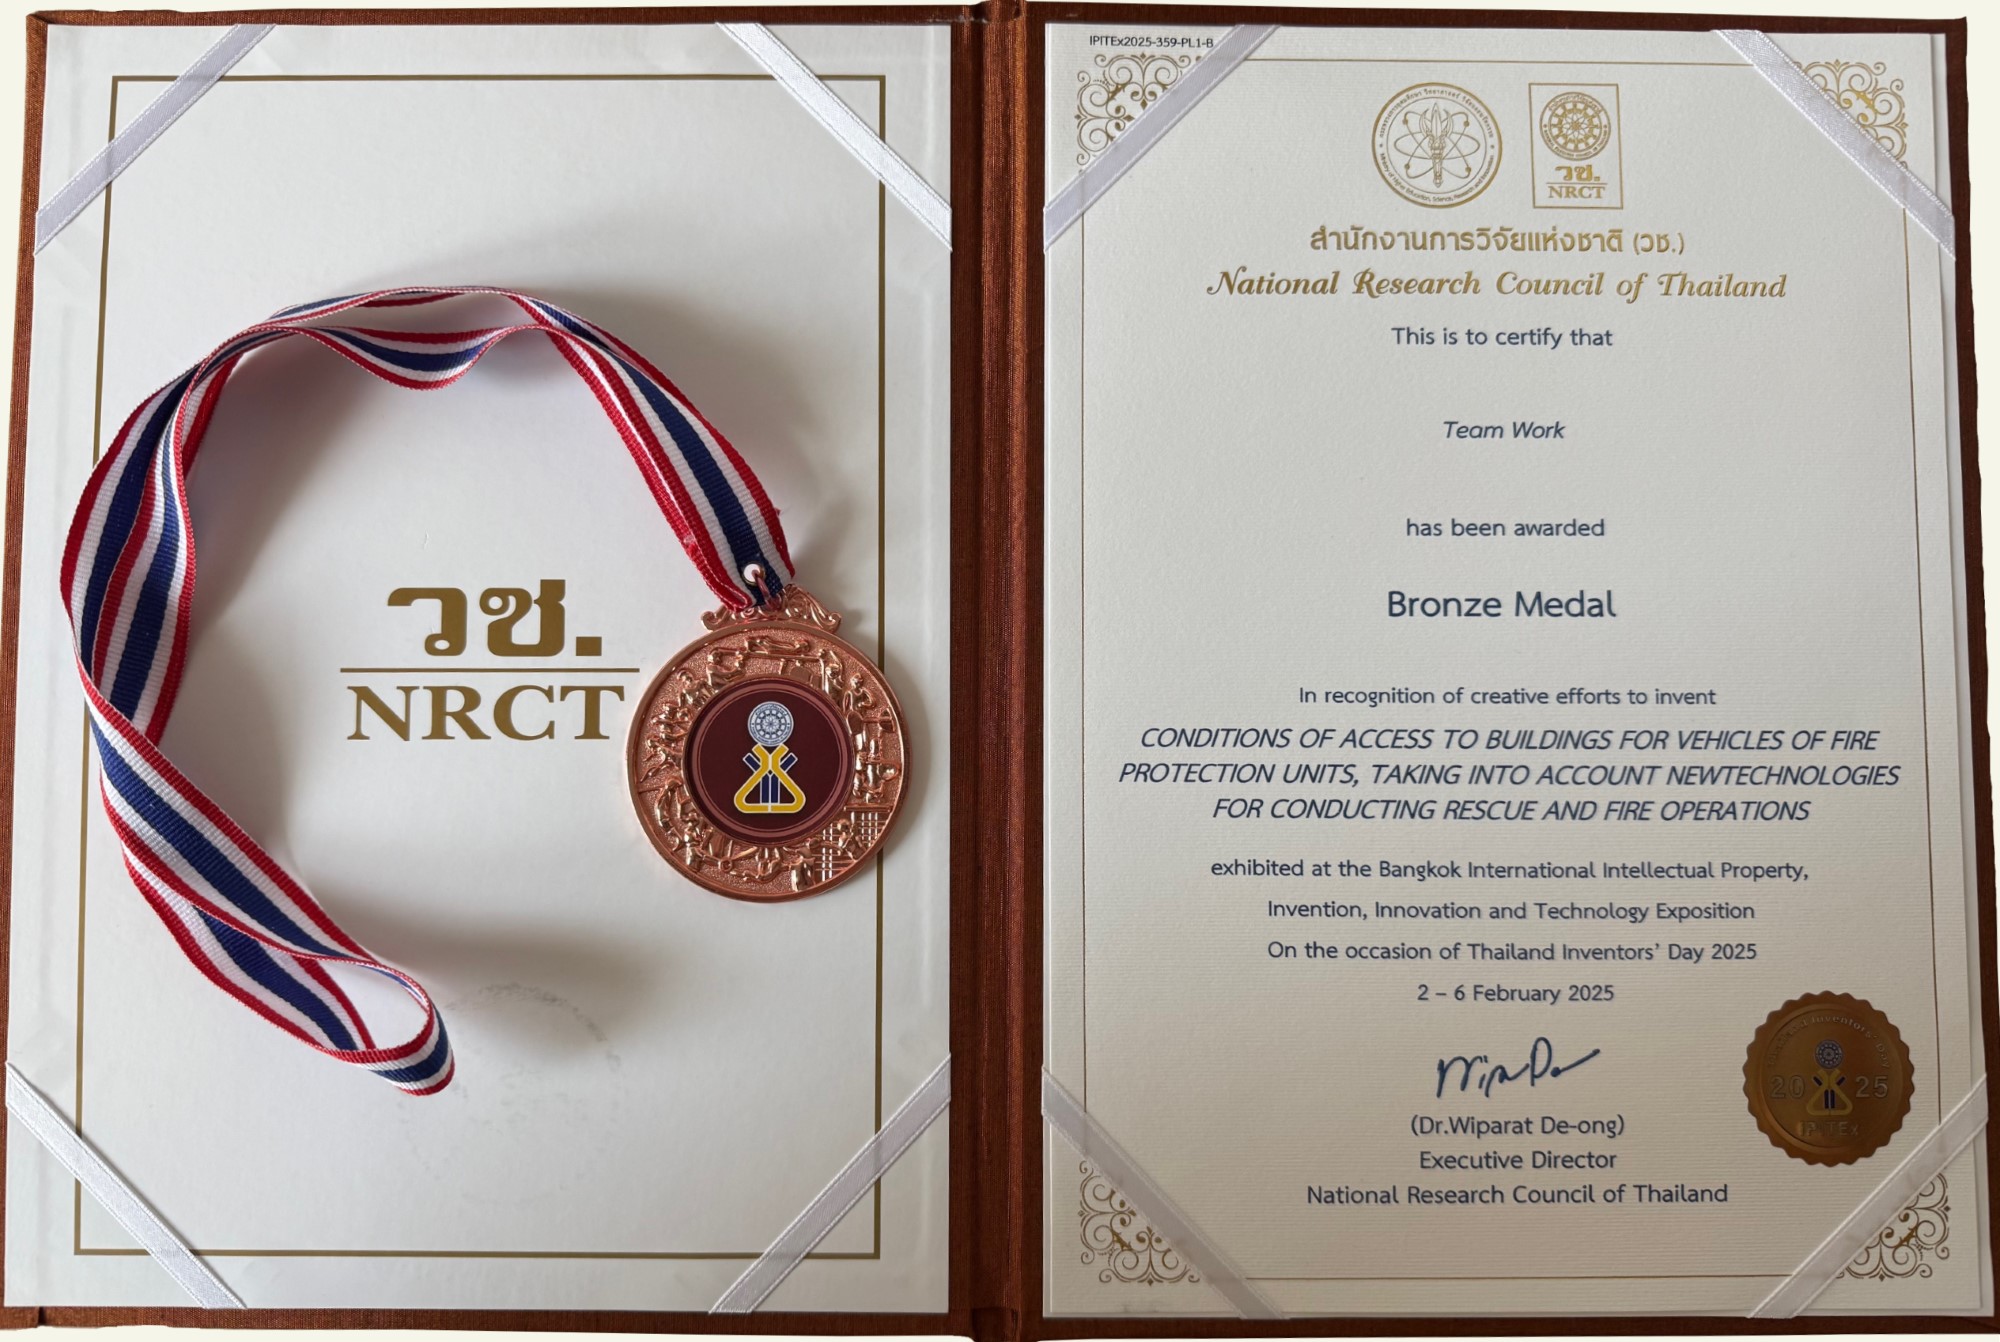 วช.
NRCT
IPITEx2025-359-PL1-B
วช.
NRCT
สำนักงานการวิจัยแห่งชาติ (วช.)
National Research Council of Thailand
This is to certify that
Team Work
has been awarded
Bronze Medal
In recognition of creative efforts to invent
CONDITIONS OF ACCESS TO BUILDINGS FOR VEHICLES OF FIRE
PROTECTION UNITS, TAKING INTO ACCOUNT NEWTECHNOLOGIES
FOR CONDUCTING RESCUE AND FIRE OPERATIONS
exhibited at the Bangkok International Intellectual Property,
Invention, Innovation and Technology Exposition
On the occasion of Thailand Inventors’ Day 2025
2 – 6 February 2025
(Dr.Wiparat De-ong)
Executive Director
National Research Council of Thailand
Inventors' Day
20 25
IPITEx